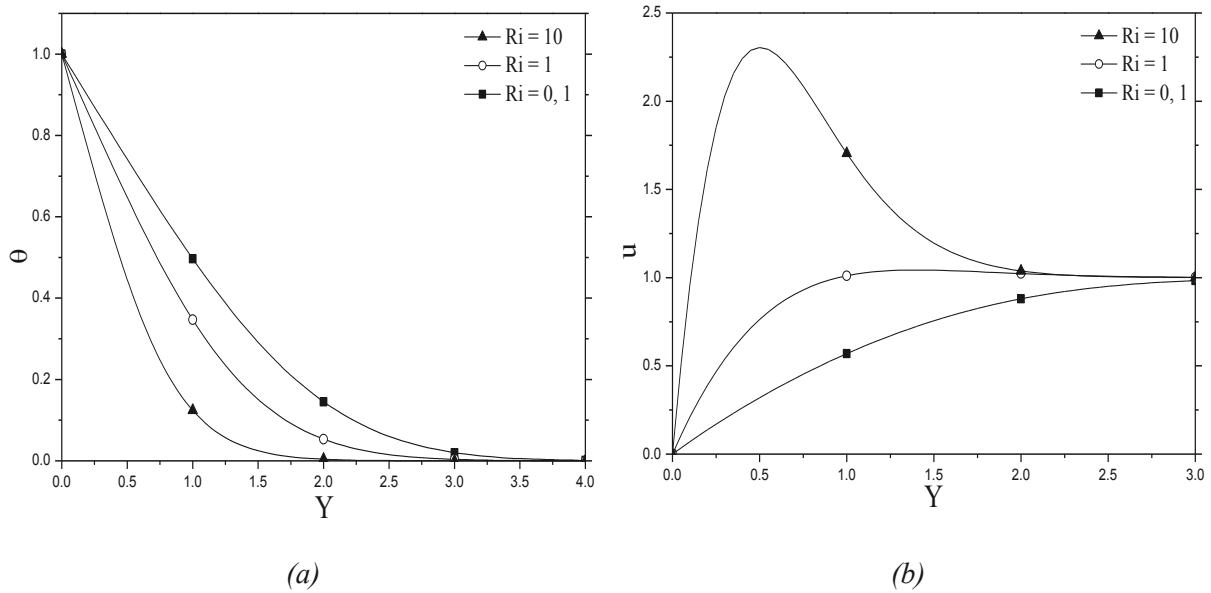 Ri = 10
Ri = 1
Ri = 0, 1
1.0
0.8
0.6
0.4
0.2
0.0
θ
0.0 0.5 1.0 1.5 2.0 2.5 3.0 3.5 4.0
Y
(a)
Ri = 10
Ri = 1
Ri = 0, 1
2.5
2.0
1.5
1.0
0.5
0.0
u
0.0 0.5 1.0 1.5 2.0 2.5 3.0
Y
(b)